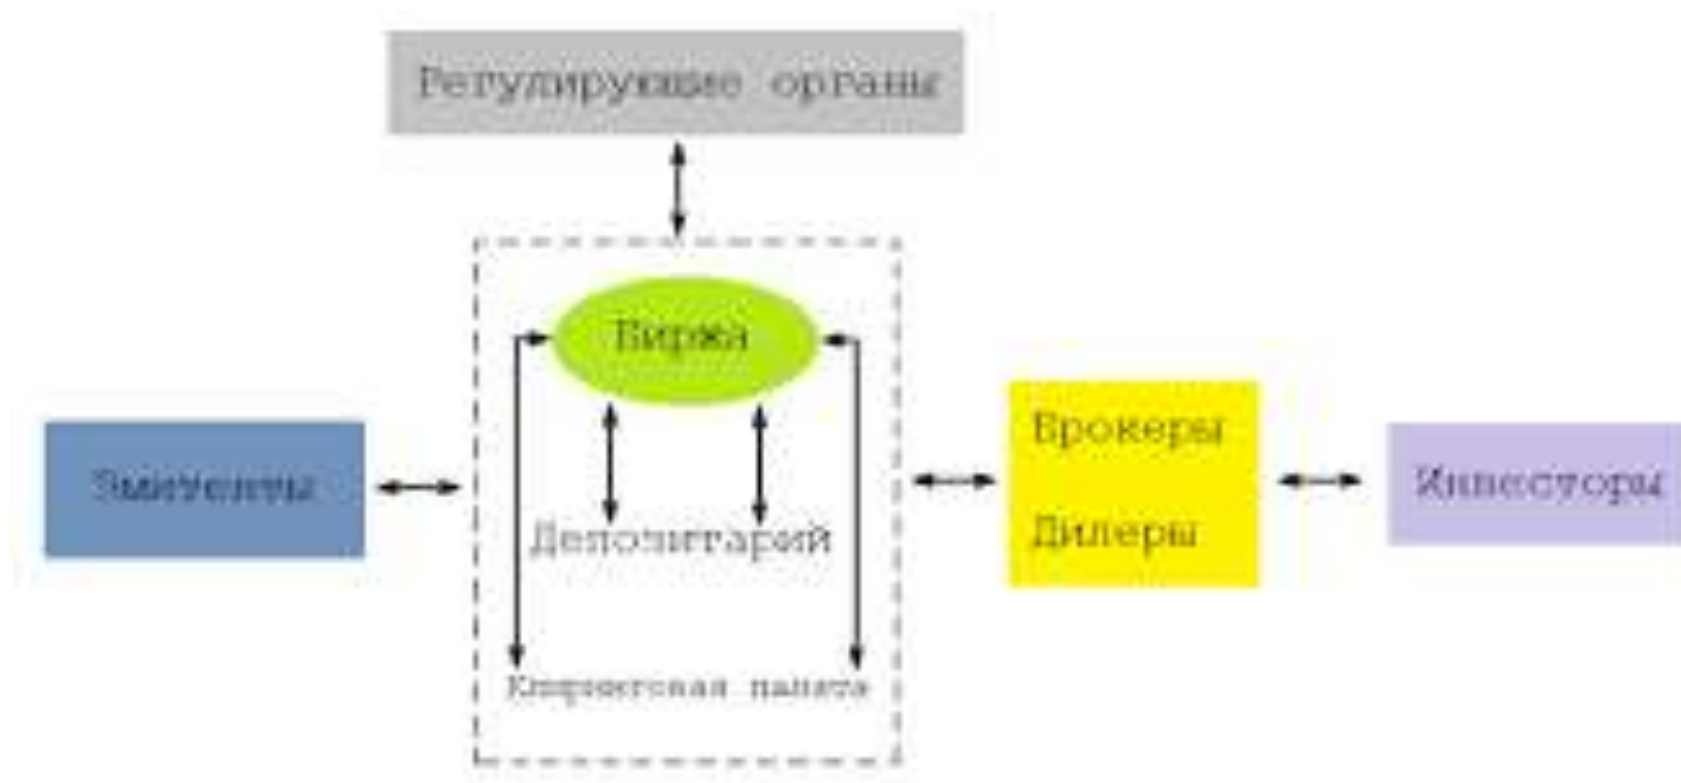 Регулирующие органы
Биржа
Эмитенты
Брокеры
Дилеры
Инвесторы
Депозитарий
Клиринговая палата